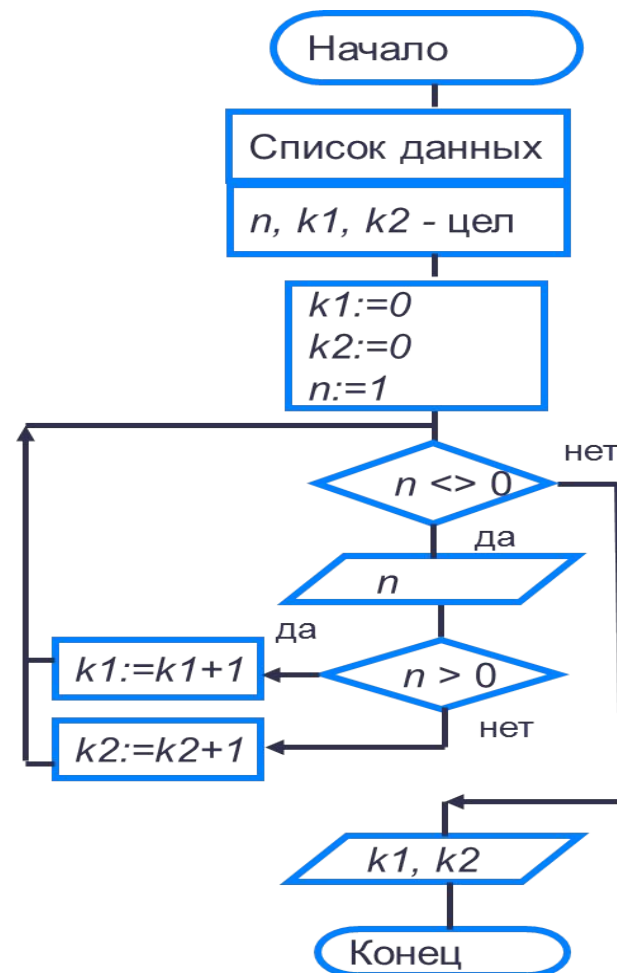 Начало
Список данных
n, k1, k2 - цел
k1:=0
k2:=0
n:=1
n <> 0
нет
да
n
да
n > 0
k1:=k1+1
нет
k2:=k2+1
k1, k2
Конец